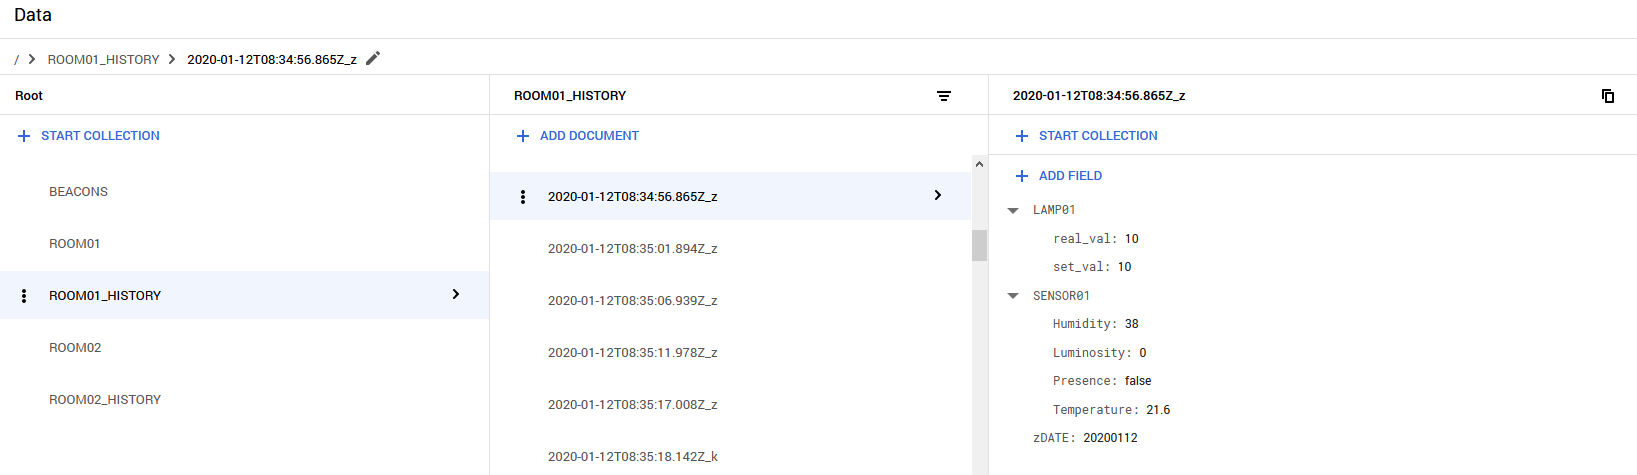 Data
/ ROOM01_HISTORY 2020-01-12T08:34:56.865Z_z
Root
START COLLECTION
BEACONS
ROOM01
ROOM01_HISTORY
ROOM02
ROOM02_HISTORY
ROOM01_HISTORY
ADD DOCUMENT
2020-01-12T08:34:56.865Z_z
2020-01-12T08:35:01.894Z_z
2020-01-12T08:35:06.939Z_z
2020-01-12T08:35:11.978Z_z
2020-01-12T08:35:17.008Z_z
2020-01-12T08:35:18.142Z_k
2020-01-12T08:34:56.865Z_z
START COLLECTION
ADD FIELD
LAMP01
real_val: 10
set_val: 10
SENSOR01
Humidity: 38
Luminosity: 0
Presence: false
Temperature: 21.6
zDATE: 20200112